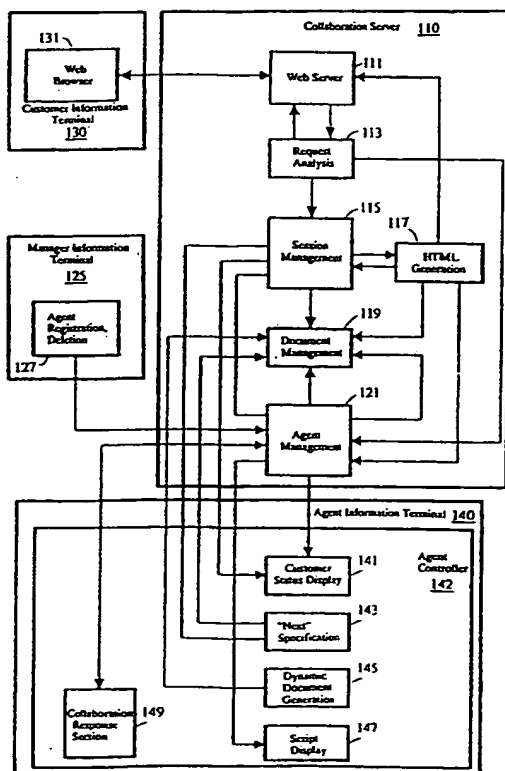 Collaboration Server 110
131
Web
Browser
Customer Information
Terminal
130
111
Web Server
113
Request
Analysis
115
Session
Management
117
HTML
Generation
Manager Information
Terminal
125
Agent
Registration,
Deletion
127
119
Document
Management
121
Agent
Management
Agent Information Terminal 140
Agent
Controller
142
Customer
Status Display
141
"Next"
Specification
143
Dynamic
Document
Generation
145
Collaboration
Response
Section
149
Script
Display
147